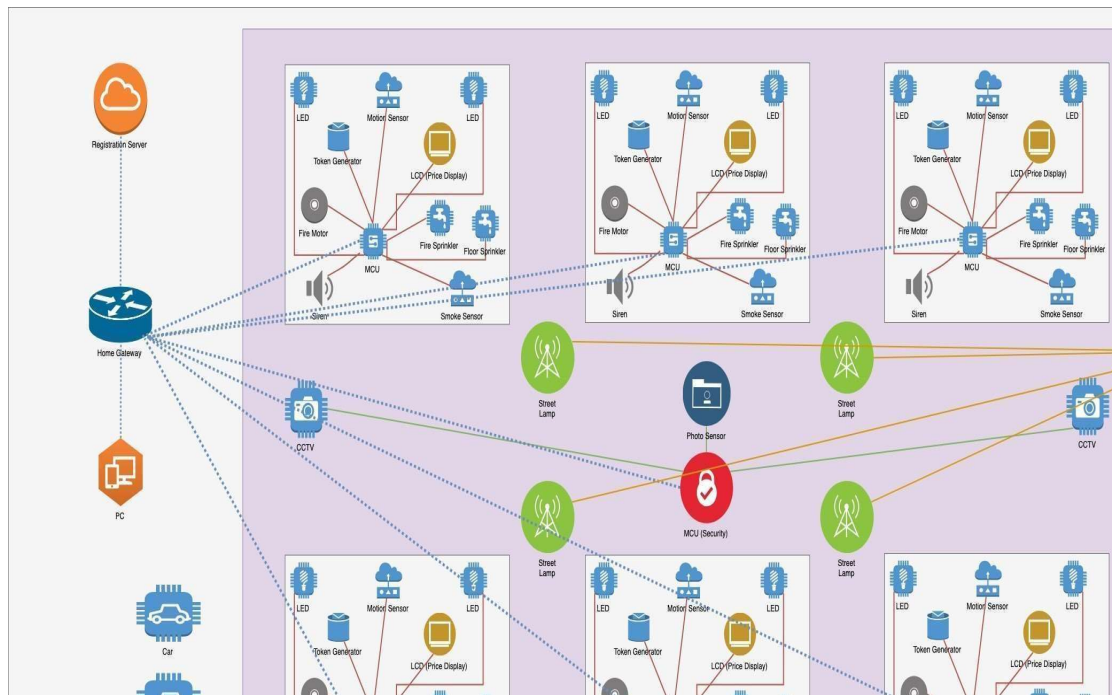 Registration Server
Home Gateway
PC
Car
LED
Motion Sensor
LED
Token Generator
LCD (Price Display)
Fire Motor
Fire Sprinkler
Floor Sprinkler
MCU
Siren
Smoke Sensor
LED
Motion Sensor
LED
Token Generator
LCD (Price Display)
Fire Motor
Fire Sprinkler
Floor Sprinkler
MCU
Siren
Smoke Sensor
LED
Motion Sensor
LED
Token Generator
LCD (Price Display)
Fire Motor
Fire Sprinkler
Floor Sprinkler
MCU
Siren
Smoke Sensor
Street
Lamp
Street
Lamp
CCTV
Photo Sensor
CCTV
MCU (Security)
Street
Lamp
Street
Lamp
LED
Motion Sensor
LED
Token Generator
LCD (Price Display)
LED
Motion Sensor
LED
Token Generator
LCD (Price Display)
LED
Motion Sensor
LED
Token Generator
LCD (Price Display)